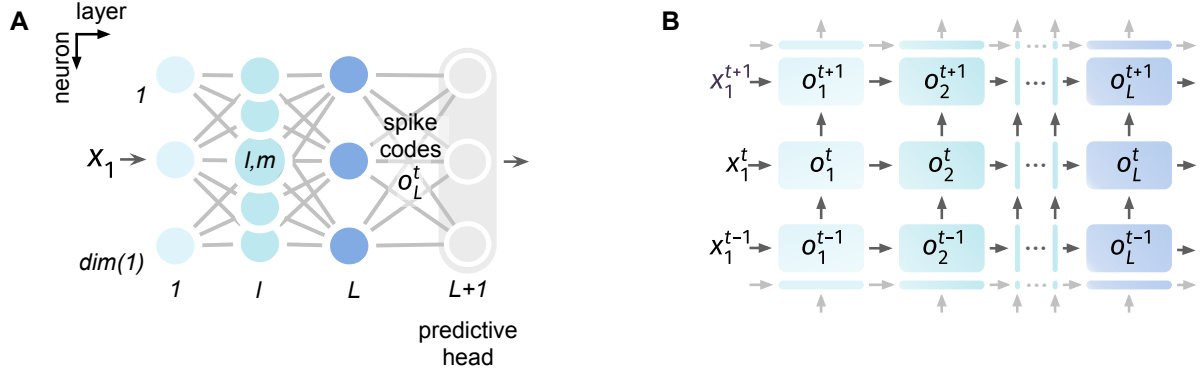 A
layer
neuron
1
x₁
dim(1)
l,m
spike
codes
o_L^t
1
l
L
L+1
predictive
head
B
x_1^{t+1} o_1^{t+1} o_2^{t+1} ... o_L^{t+1}
x_1^t o_1^t o_2^t ... o_L^t
x_1^{t-1} o_1^{t-1} o_2^{t-1} ... o_L^{t-1}